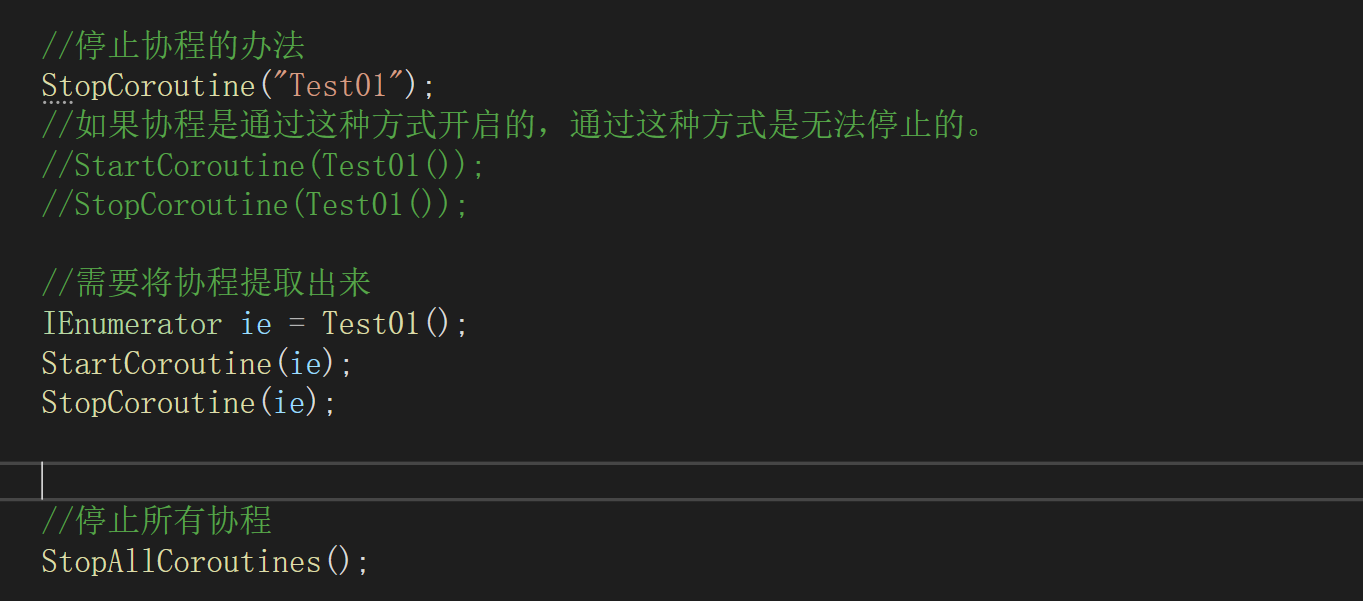 //停止协程的办法
StopCoroutine("Test01");
//如果协程是通过这种方式开启的，通过这种方式是无法停止的。
//StartCoroutine(Test01());
//StopCoroutine(Test01());
//需要将协程提取出来
IEnumerator ie = Test01();
StartCoroutine(ie);
StopCoroutine(ie);
//停止所有协程
StopAllCoroutines();